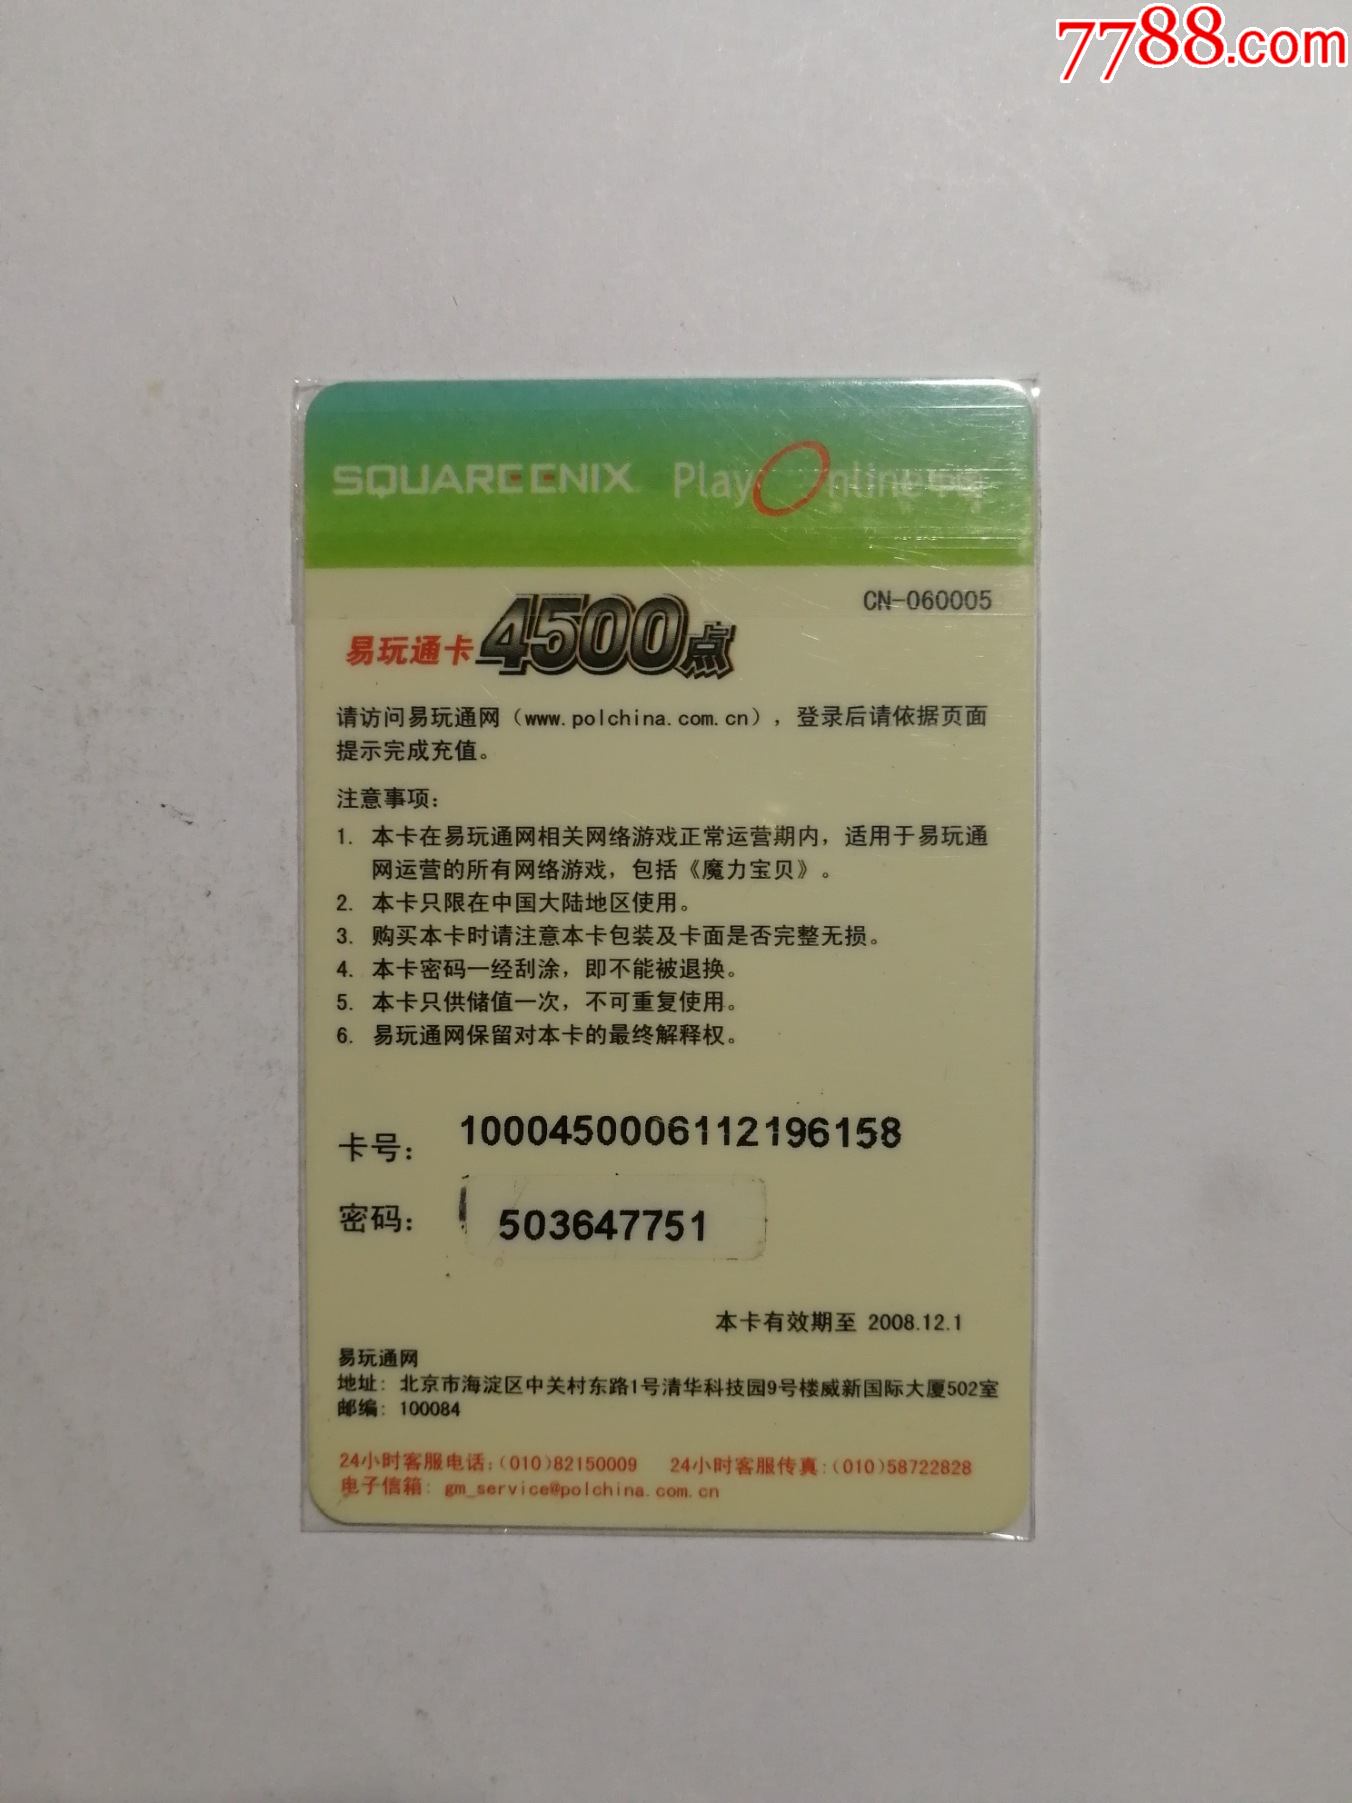 7788.com
SQUARE ENIX PlayOnline中国
CN-060005
易玩通卡4500点
请访问易玩通网（www.polchina.com.cn），登录后请依据页面
提示完成充值。
注意事项：
1. 本卡在易玩通网相关网络游戏正常运营期内，适用于易玩通
网运营的所有网络游戏，包括《魔力宝贝》。
2. 本卡只限在中国大陆地区使用。
3. 购买本卡时请注意本卡包装及卡面是否完整无损。
4. 本卡密码一经刮涂，即不能被退换。
5. 本卡只供储值一次，不可重复使用。
6. 易玩通网保留对本卡的最终解释权。
卡号：1000450006112196158
密码：503647751
本卡有效期至 2008.12.1
易玩通网
地址：北京市海淀区中关村东路1号清华科技园9号楼威新国际大厦502室
邮编：100084
24小时客服电话：(010)82150009 24小时客服传真：(010)58722828
电子信箱：gm_service@polchina.com.cn